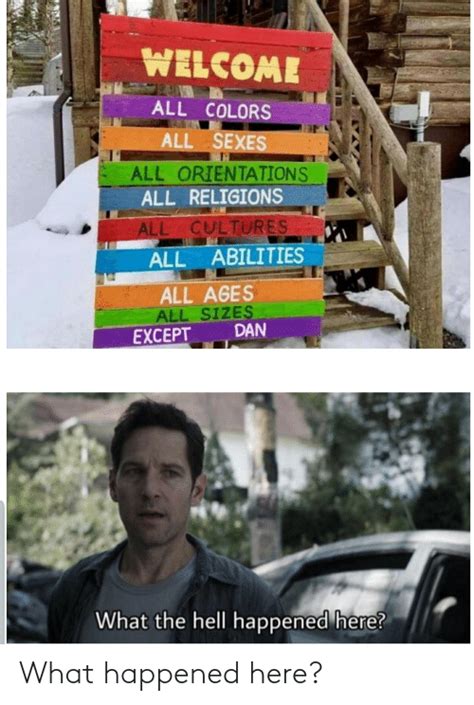 WELCOME
ALL COLORS
ALL SEXES
ALL ORIENTATIONS
ALL RELIGIONS
ALL CULTURES
ALL ABILITIES
ALL AGES
ALL SIZES
EXCEPT DAN
What the hell happened here?
What happened here?